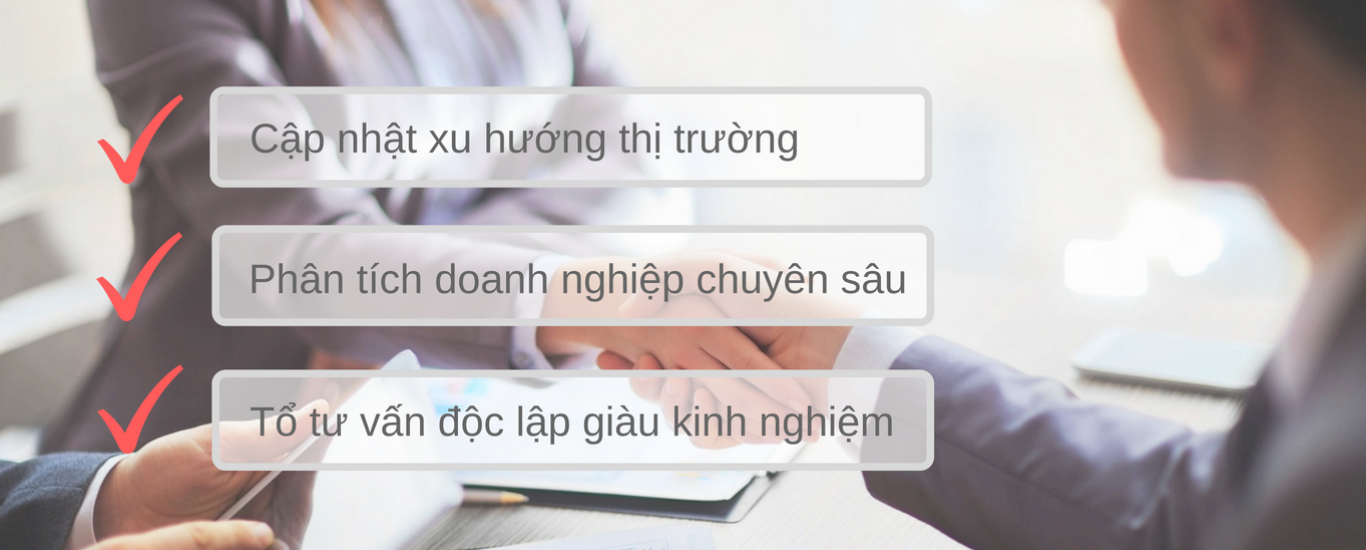 Cập nhật xu hướng thị trường
Phân tích doanh nghiệp chuyên sâu
Tổ tư vấn độc lập giàu kinh nghiệm